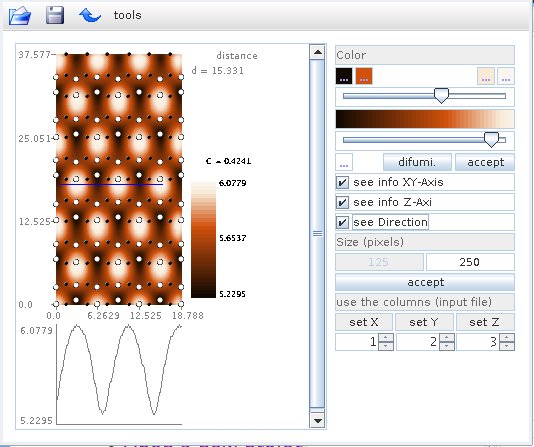 tools
37.577
25.051
12.525
0.0
0.0 6.2629 12.525 18.788
distance
d = 15.331
C = 0.4241
6.0779
5.6537
5.2295
6.0779
5.2295
Color
... ... ... ...
... difumi. accept
see info XY-Axis
see info Z-Axi
see Direction
Size (pixels)
125 250
accept
use the columns (input file)
set X set Y set Z
1 2 3